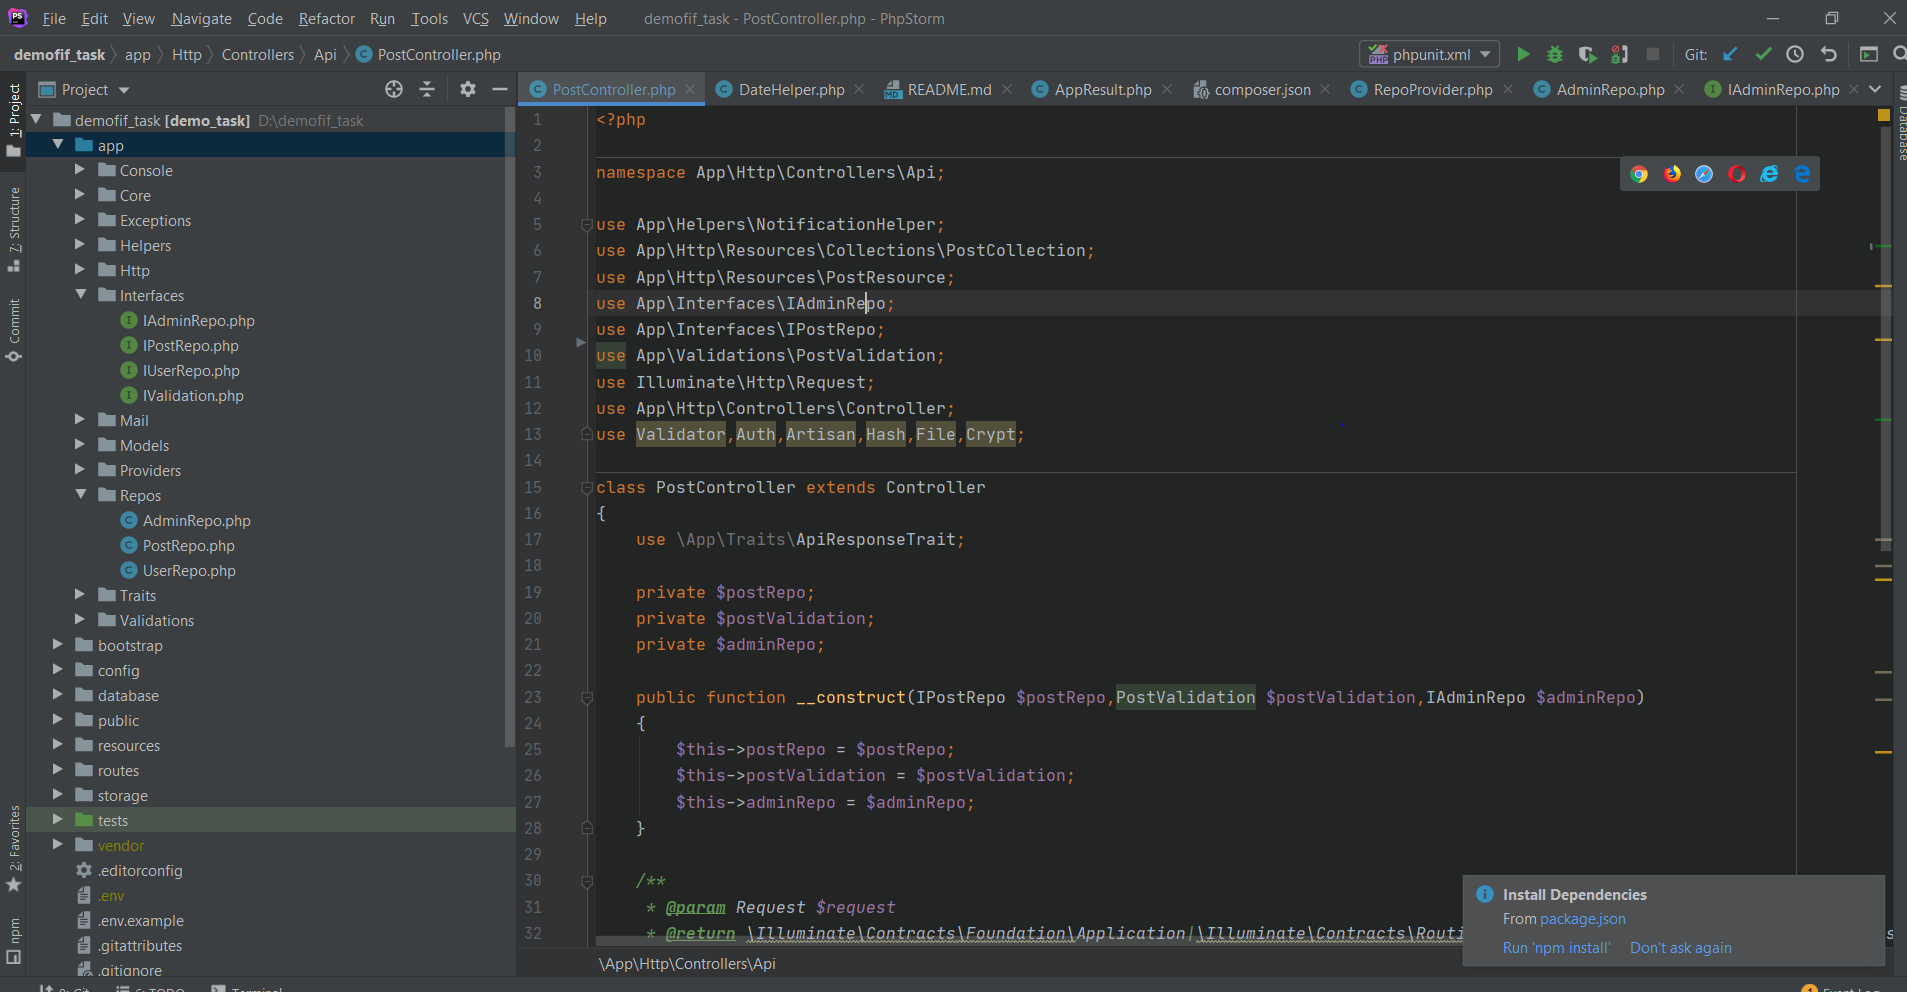 PS File Edit View Navigate Code Refactor Run Tools VCS Window Help demofif_task - PostController.php - PhpStorm
demofif_task app Http Controllers Api C PostController.php
PHP phpunit.xml Git:
Project
PostController.php DateHelper.php README.md AppResult.php composer.json RepoProvider.php AdminRepo.php IAdminRepo.php
1: Project
7: Structure
Commit
2: Favorites
npm
Database
demofif_task [demo_task] D:\demofif_task
app
Console
Core
Exceptions
Helpers
Http
Interfaces
IAdminRepo.php
IPostRepo.php
IUserRepo.php
IValidation.php
Mail
Models
Providers
Repos
AdminRepo.php
PostRepo.php
UserRepo.php
Traits
Validations
bootstrap
config
database
public
resources
routes
storage
tests
vendor
.editorconfig
.env
.env.example
.gitattributes
.gitignore
1 <?php
2
3 namespace App\Http\Controllers\Api;
4
5 use App\Helpers\NotificationHelper;
6 use App\Http\Resources\Collections\PostCollection;
7 use App\Http\Resources\PostResource;
8 use App\Interfaces\IAdminRepo;
9 use App\Interfaces\IPostRepo;
10 use App\Validations\PostValidation;
11 use Illuminate\Http\Request;
12 use App\Http\Controllers\Controller;
13 use Validator,Auth,Artisan,Hash,File,Crypt;
14
15 class PostController extends Controller
16 {
17 use \App\Traits\ApiResponseTrait;
18
19 private $postRepo;
20 private $postValidation;
21 private $adminRepo;
22
23 public function __construct(IPostRepo $postRepo,PostValidation $postValidation,IAdminRepo $adminRepo)
24 {
25 $this->postRepo = $postRepo;
26 $this->postValidation = $postValidation;
27 $this->adminRepo = $adminRepo;
28 }
29
30 /**
31 * @param Request $request
32 * @return \Illuminate\Contracts\Foundation\Application|\Illuminate\Contracts\Routi
\App\Http\Controllers\Api
Install Dependencies
From package.json
Run 'npm install' Don't ask again
9: Git 6: TODO Terminal
Event Log